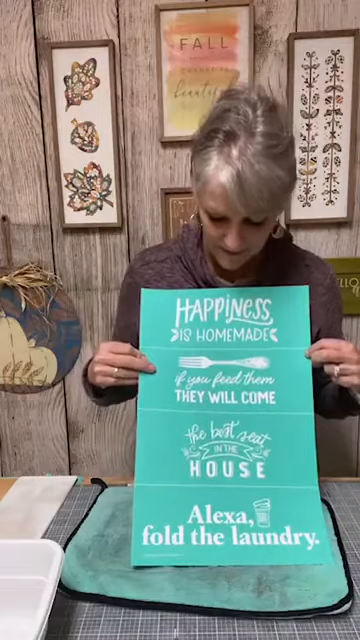 FALL
beautiful
HAPPINESS
IS HOMEMADE
if you feed them
THEY WILL COME
the best seat
IN THE
HOUSE
Alexa,
fold the laundry.